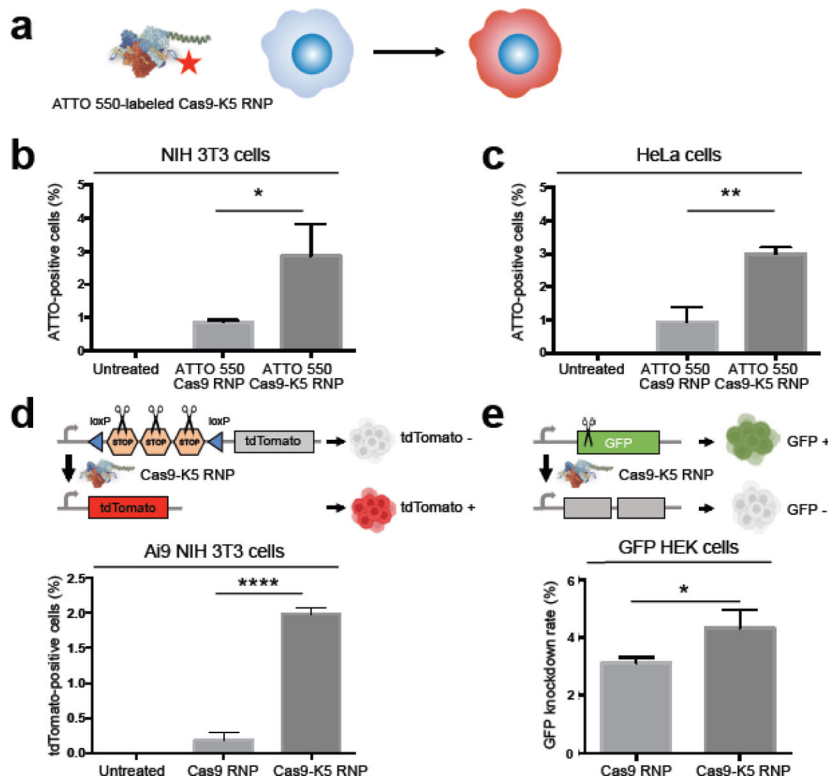 a
ATTO 550-labeled Cas9-K5 RNP
b
NIH 3T3 cells
ATTO-positive cells (%)
5
4
3
2
1
0
*
Untreated
ATTO 550
Cas9 RNP
ATTO 550
Cas9-K5 RNP
c
HeLa cells
ATTO-positive cells (%)
5
4
3
2
1
0
**
Untreated
ATTO 550
Cas9 RNP
ATTO 550
Cas9-K5 RNP
d
loxP
loxP
STOP
STOP
STOP
tdTomato
tdTomato -
Cas9-K5 RNP
tdTomato
tdTomato +
Ai9 NIH 3T3 cells
tdTomato-positive cells (%)
2.5
2.0
1.5
1.0
0.5
0.0
****
Untreated
Cas9 RNP
Cas9-K5 RNP
e
GFP
GFP +
Cas9-K5 RNP
GFP -
GFP HEK cells
GFP knockdown rate (%)
6
4
2
0
*
Cas9 RNP
Cas9-K5 RNP